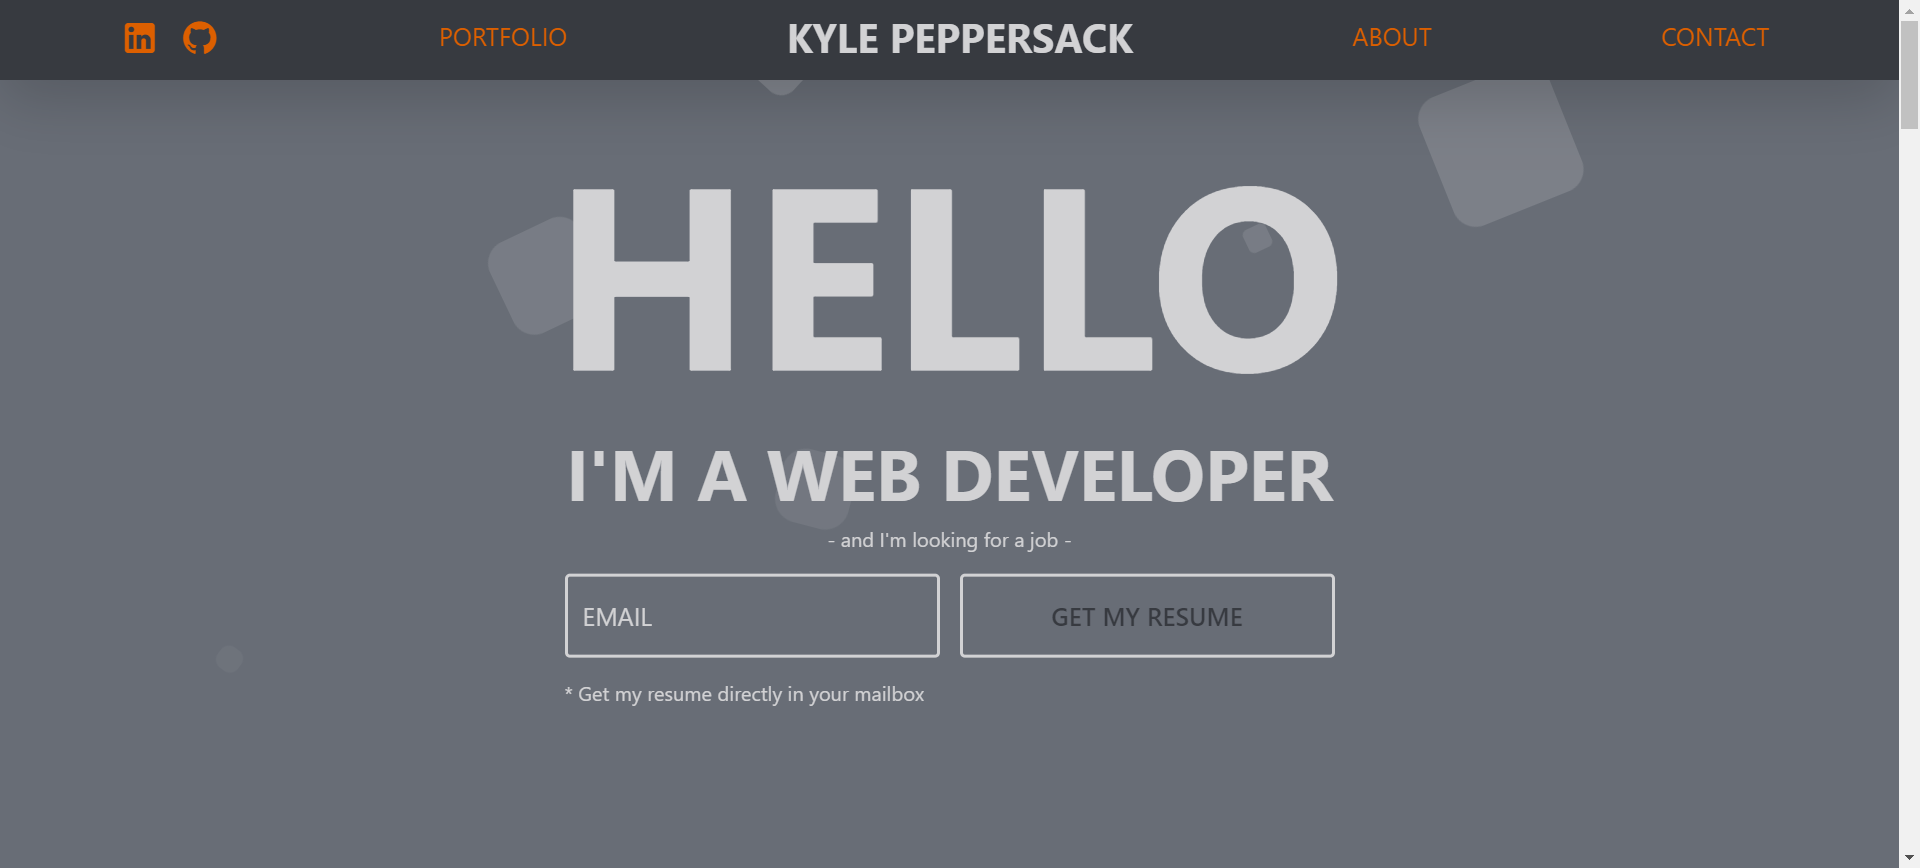 PORTFOLIO KYLE PEPPERSACK ABOUT CONTACT
HELLO
I'M A WEB DEVELOPER
- and I'm looking for a job -
EMAIL GET MY RESUME
* Get my resume directly in your mailbox